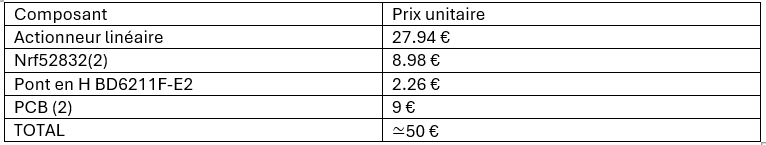 Composant Prix unitaire
Actionneur linéaire 27.94 €
Nrf52832(2) 8.98 €
Pont en H BD6211F-E2 2.26 €
PCB (2) 9 €
TOTAL ≃50 €